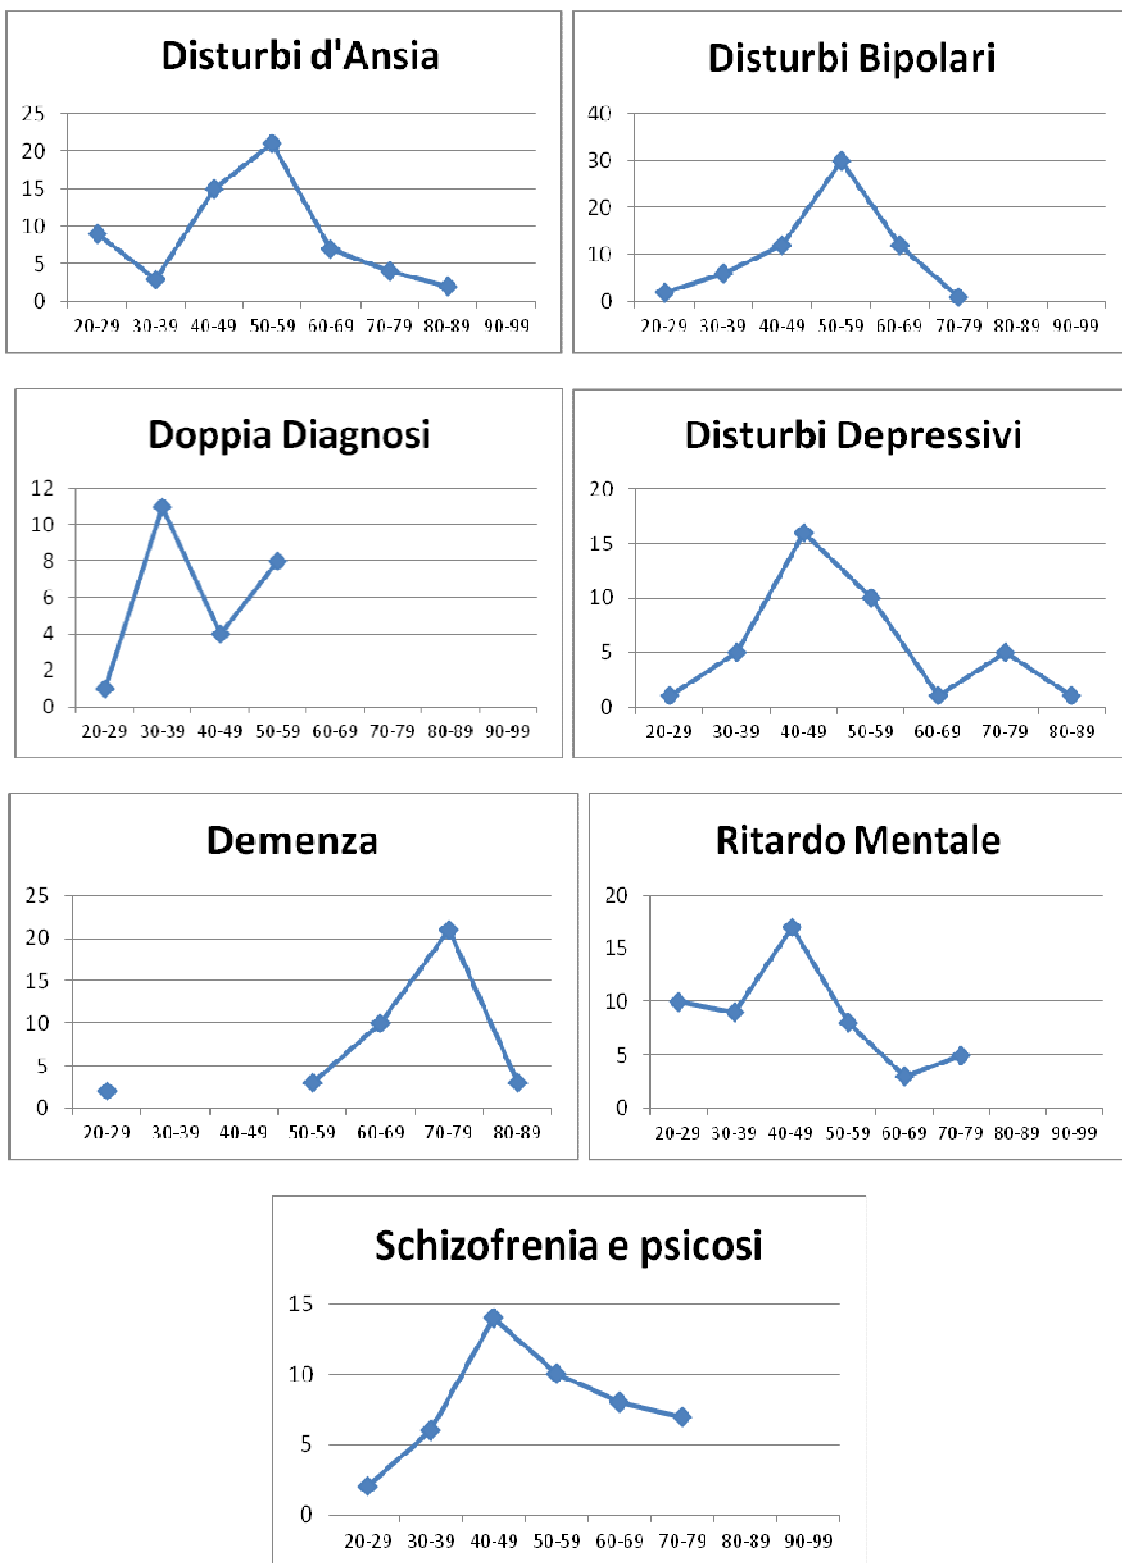 Disturbi d'Ansia
25
20
15
10
5
0
20-29 30-39 40-49 50-59 60-69 70-79 80-89 90-99
Disturbi Bipolari
40
30
20
10
0
20-29 30-39 40-49 50-59 60-69 70-79 80-89 90-99
Doppia Diagnosi
12
10
8
6
4
2
0
20-29 30-39 40-49 50-59 60-69 70-79 80-89 90-99
Disturbi Depressivi
20
15
10
5
0
20-29 30-39 40-49 50-59 60-69 70-79 80-89
Demenza
25
20
15
10
5
0
20-29 30-39 40-49 50-59 60-69 70-79 80-89
Ritardo Mentale
20
15
10
5
0
20-29 30-39 40-49 50-59 60-69 70-79 80-89 90-99
Schizofrenia e psicosi
15
10
5
0
20-29 30-39 40-49 50-59 60-69 70-79 80-89 90-99